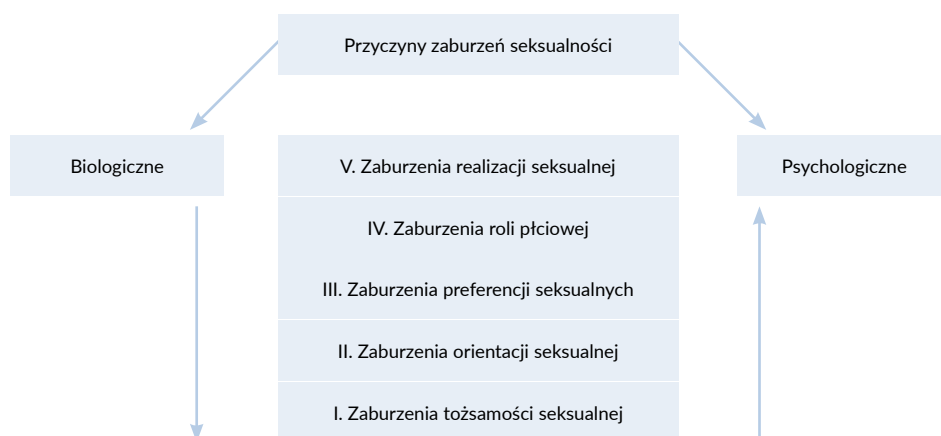 Przyczyny zaburzeń seksualności
Biologiczne
V. Zaburzenia realizacji seksualnej
Psychologiczne
IV. Zaburzenia roli płciowej
III. Zaburzenia preferencji seksualnych
II. Zaburzenia orientacji seksualnej
I. Zaburzenia tożsamości seksualnej